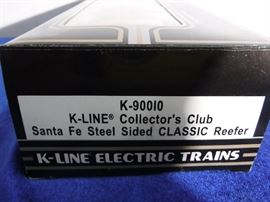 K-90010
K-LINE® Collector's Club
Santa Fe Steel Sided CLASSIC Reefer
K-LINE ELECTRIC TRAINS